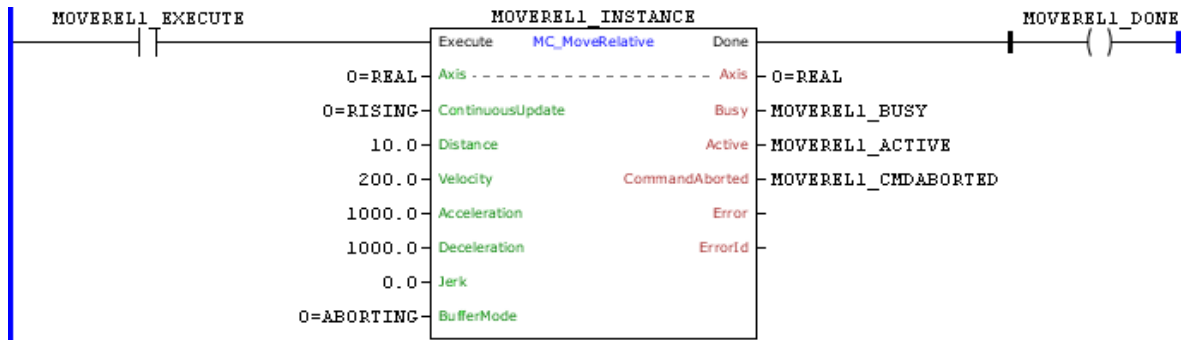 MOVEREL1_EXECUTE MOVEREL1_INSTANCE MOVEREL1_DONE
Execute MC_MoveRelative Done
0=REAL Axis Axis 0=REAL
0=RISING ContinuousUpdate Busy MOVEREL1_BUSY
10.0 Distance Active MOVEREL1_ACTIVE
200.0 Velocity CommandAborted MOVEREL1_CMDABORTED
1000.0 Acceleration Error
1000.0 Deceleration ErrorId
0.0 Jerk
0=ABORTING BufferMode